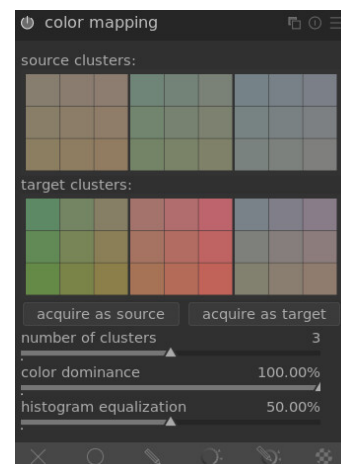 color mapping
source clusters:
target clusters:
acquire as source acquire as target
number of clusters 3
color dominance 100.00%
histogram equalization 50.00%